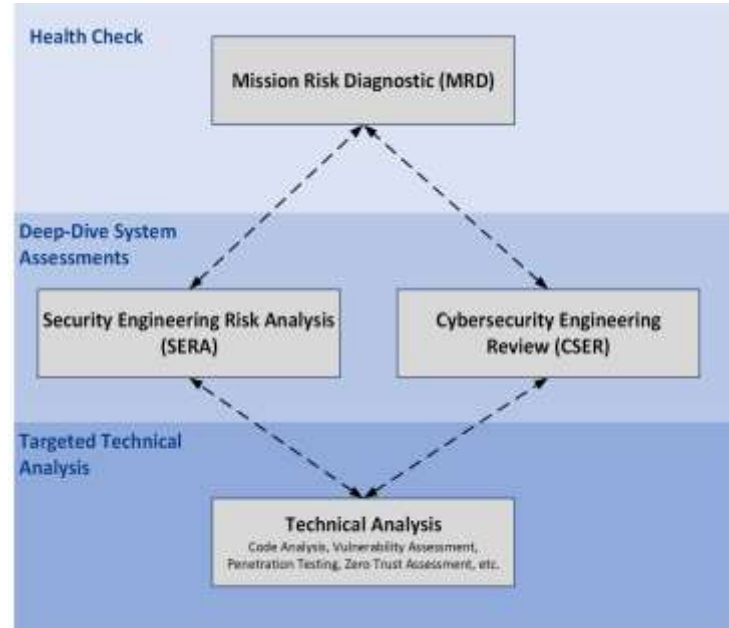 Health Check
Mission Risk Diagnostic (MRD)
Deep-Dive System
Assessments
Security Engineering Risk Analysis
(SERA)
Cybersecurity Engineering
Review (CSER)
Targeted Technical
Analysis
Technical Analysis
Code Analysis, Vulnerability Assessment,
Penetration Testing, Zero Trust Assessment, etc.